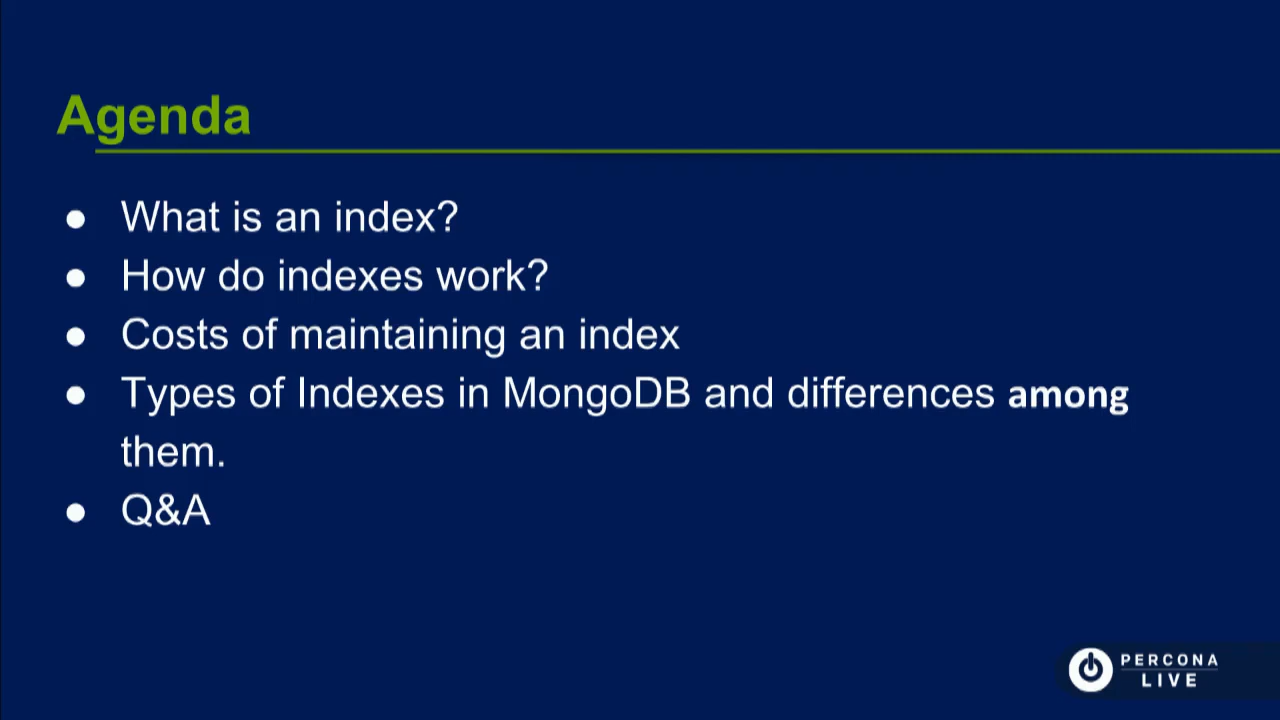 Agenda
● What is an index?
● How do indexes work?
● Costs of maintaining an index
● Types of Indexes in MongoDB and differences among
them.
● Q&A
PERCONA
LIVE